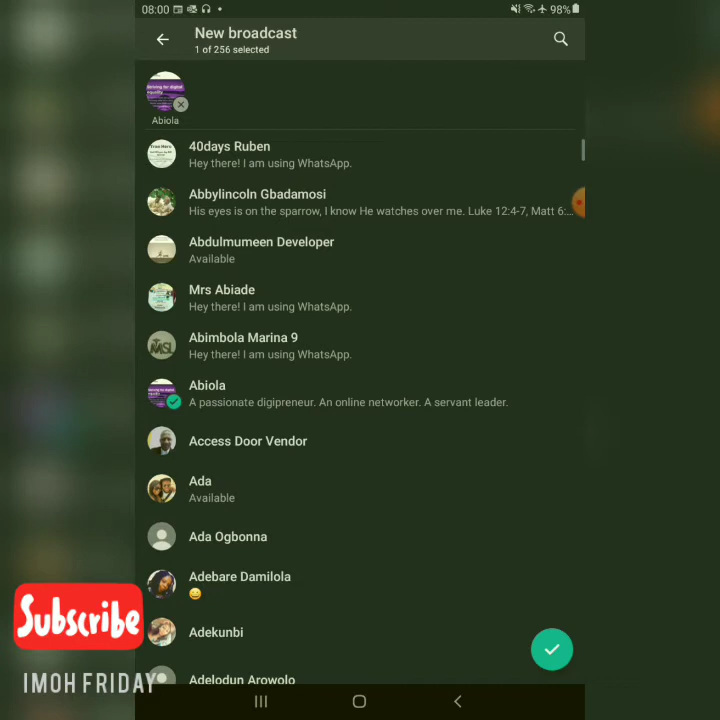 08:00
98%
New broadcast
1 of 256 selected
Abiola
40days Ruben
Hey there! I am using WhatsApp.
Abbylincoln Gbadamosi
His eyes is on the sparrow, I know He watches over me. Luke 12:4-7, Matt 6:...
Abdulmumeen Developer
Available
Mrs Abiade
Hey there! I am using WhatsApp.
Abimbola Marina 9
Hey there! I am using WhatsApp.
Abiola
A passionate digipreneur. An online networker. A servant leader.
Access Door Vendor
Ada
Available
Ada Ogbonna
Adebare Damilola
Adekunbi
Adelodun Arowolo
Subscribe
IMOH FRIDAY